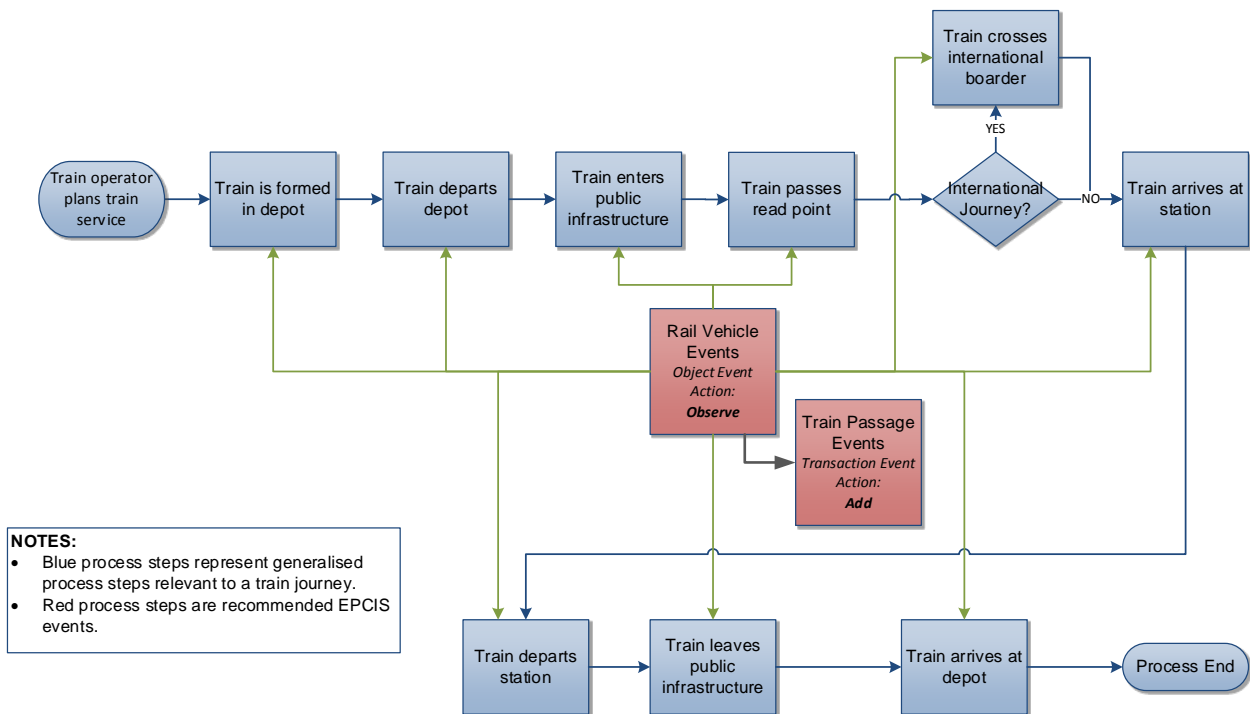 Train crosses
international
boarder
YES
Train operator
plans train
service
Train is formed
in depot
Train departs
depot
Train enters
public
infrastructure
Train passes
read point
International
Journey?
NO
Train arrives at
station
Rail Vehicle
Events
Object Event
Action:
Observe
Train Passage
Events
Transaction Event
Action:
Add
NOTES:
• Blue process steps represent generalised
process steps relevant to a train journey.
• Red process steps are recommended EPCIS
events.
Train departs
station
Train leaves
public
infrastructure
Train arrives at
depot
Process End